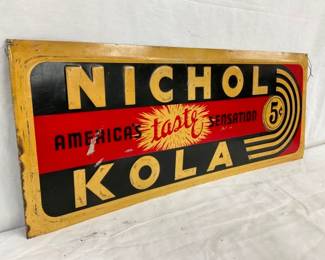 NICHOL
AMERICA'S taste SENSATION 5¢
KOLA